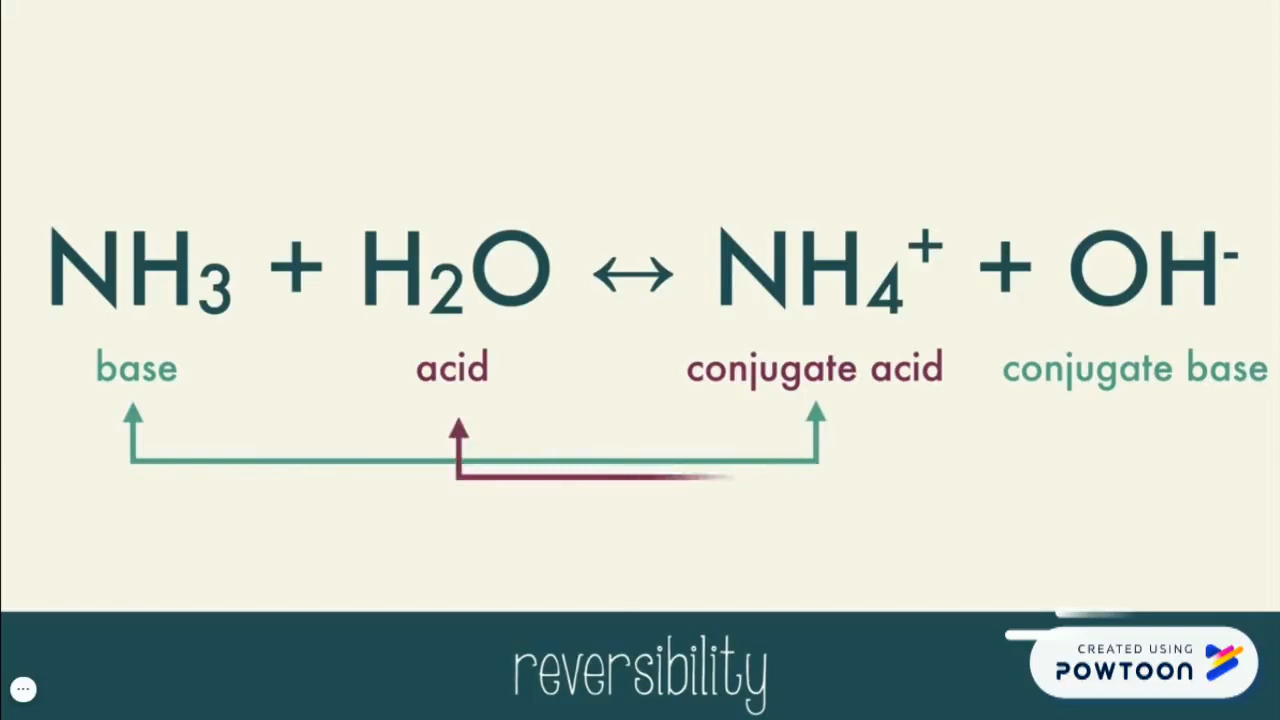 NH₃ + H₂O ↔ NH₄⁺ + OH⁻
base acid conjugate acid conjugate base
reversibility
CREATED USING
POWTOON